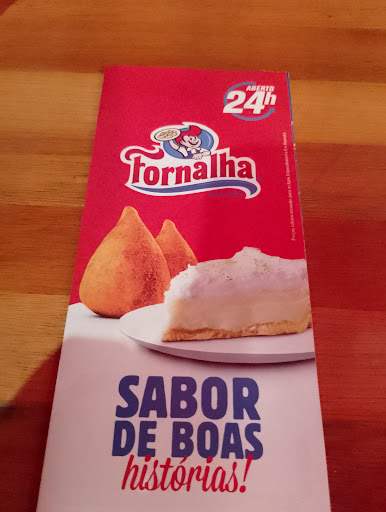 ABERTO
24h
Fornalha
SABOR
DE BOAS
histórias!